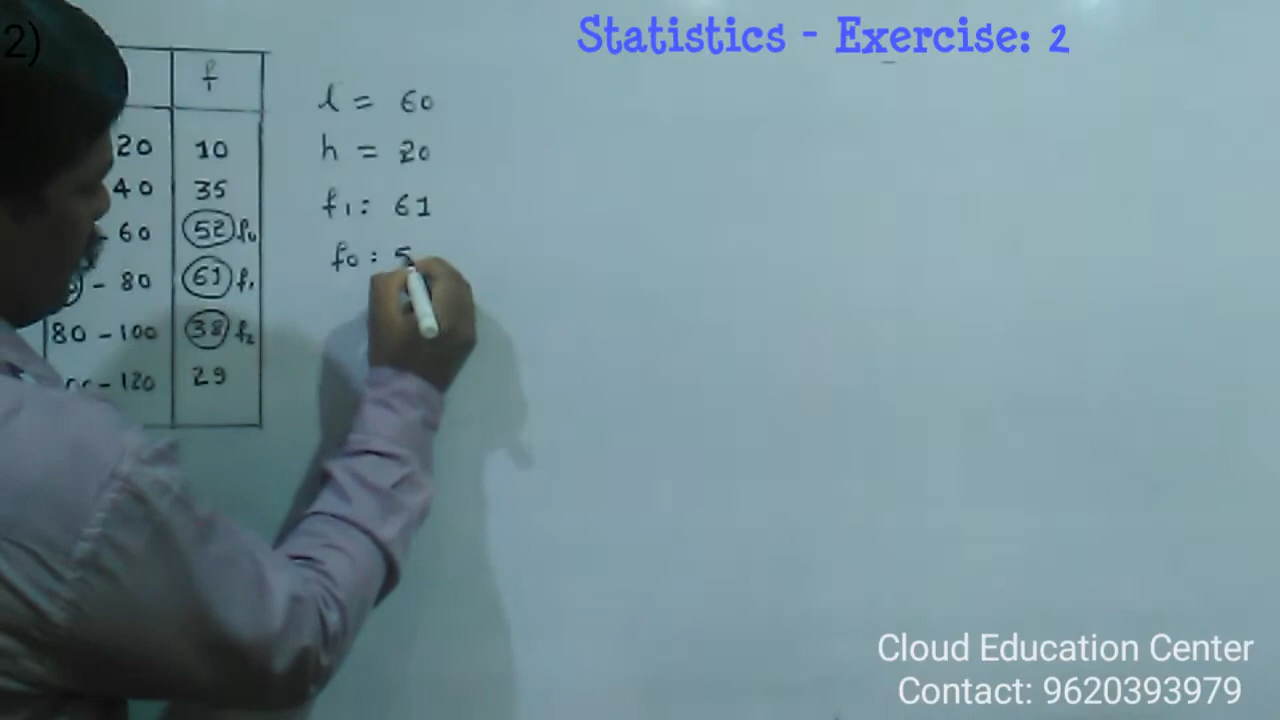 Statistics - Exercise: 2
2)
f
20 10
40 35
- 60 52 f0
- 80 61 f1
80 - 100 38 f2
- 120 29
l = 60
h = 20
f1 : 61
f0 : 5
Cloud Education Center
Contact: 9620393979